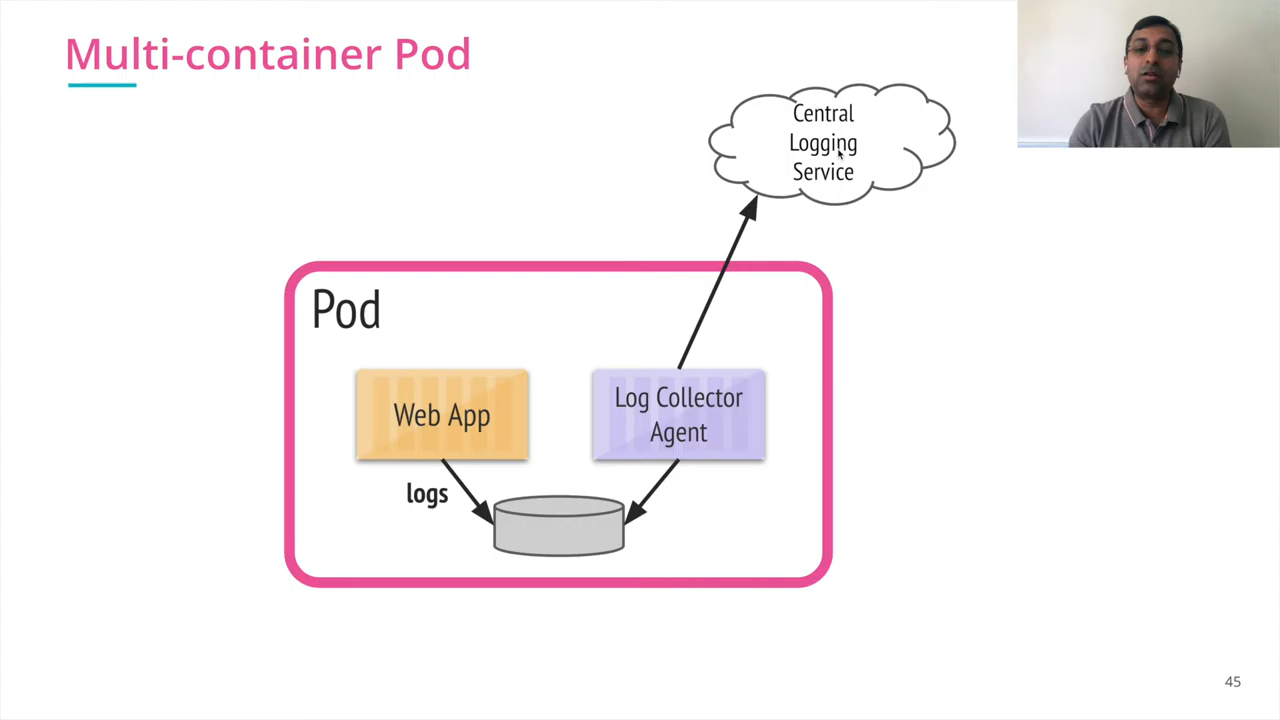 Multi-container Pod
Central
Logging
Service
Pod
Web App
Log Collector
Agent
logs
45